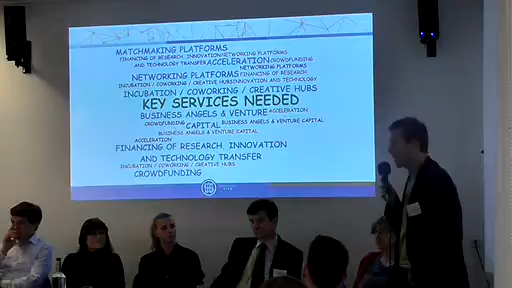 MATCHMAKING PLATFORMS
FINANCING OF RESEARCH, INNOVATION NETWORKING PLATFORMS
AND TECHNOLOGY TRANSFER ACCELERATION CROWDFUNDING
NETWORKING PLATFORMS
NETWORKING PLATFORMS FINANCING OF RESEARCH,
INCUBATION / COWORKING / CREATIVE HUBS INNOVATION AND TECHNOLOGY
INCUBATION / COWORKING / CREATIVE HUBS
KEY SERVICES NEEDED
BUSINESS ANGELS & VENTURE ACCELERATION
CROWDFUNDING CAPITAL BUSINESS ANGELS & VENTURE CAPITAL
BUSINESS ANGELS & VENTURE CAPITAL
ACCELERATION
FINANCING OF RESEARCH, INNOVATION
AND TECHNOLOGY TRANSFER
INCUBATION / COWORKING / CREATIVE HUBS
CROWDFUNDING